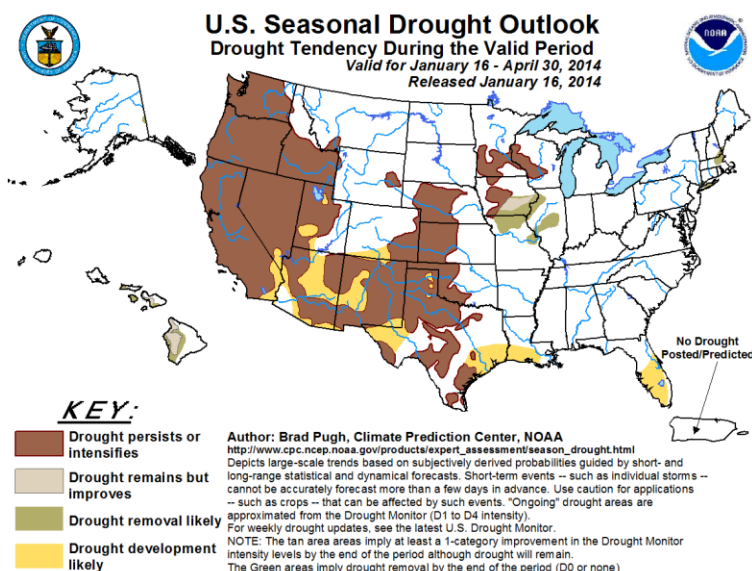 U.S. Seasonal Drought Outlook
Drought Tendency During the Valid Period
Valid for January 16 - April 30, 2014
Released January 16, 2014
NOAA
No Drought
Posted/Predicted
KEY:
Drought persists or
intensifies
Drought remains but
improves
Drought removal likely
Drought development
likely
Author: Brad Pugh, Climate Prediction Center, NOAA
http://www.cpc.ncep.noaa.gov/products/expert_assessment/season_drought.html
Depicts large-scale trends based on subjectively derived probabilities guided by short- and
long-range statistical and dynamical forecasts. Short-term events -- such as individual storms --
cannot be accurately forecast more than a few days in advance. Use caution for applications
-- such as crops -- that can be affected by such events. "Ongoing" drought areas are
approximated from the Drought Monitor (D1 to D4 intensity).
For weekly drought updates, see the latest U.S. Drought Monitor.
NOTE: The tan area areas imply at least a 1-category improvement in the Drought Monitor
intensity levels by the end of the period although drought will remain.
The Green areas imply drought removal by the end of the period (D0 or none)